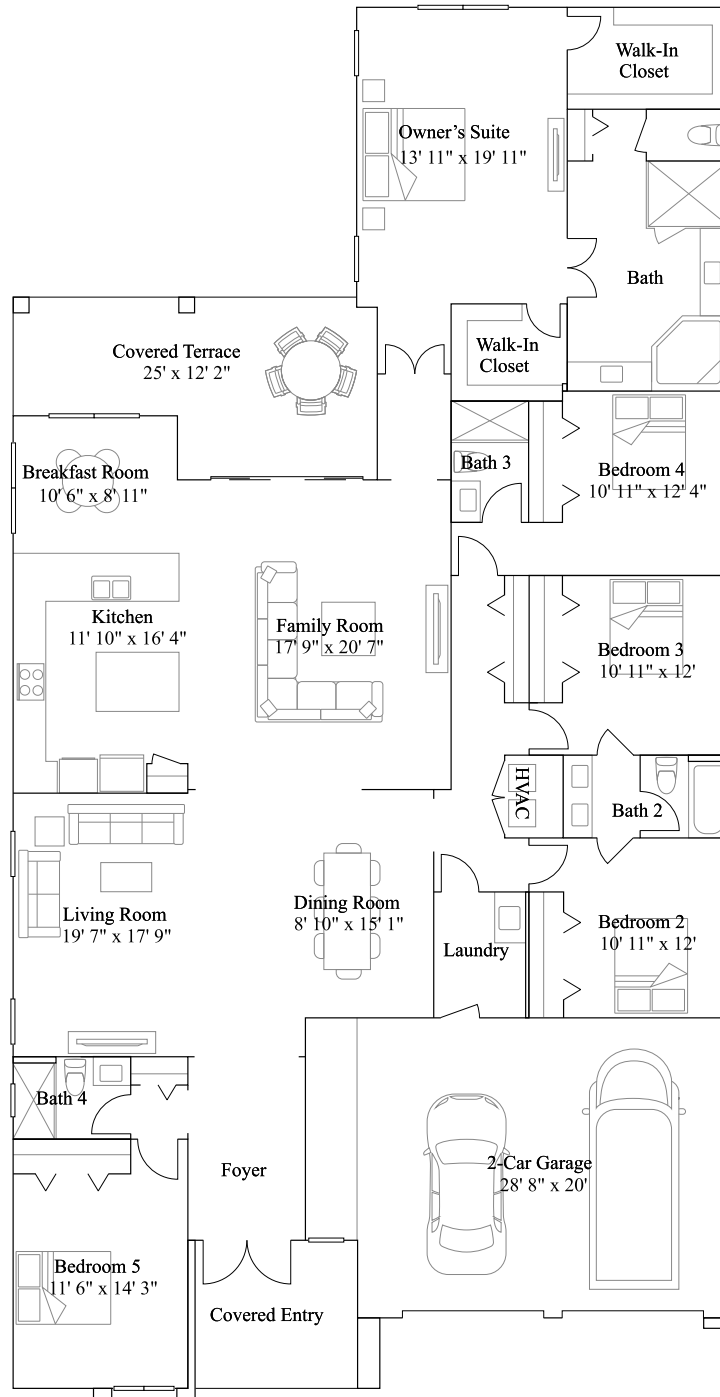 Walk-In
Closet
Owner's Suite
13' 11" x 19' 11"
Bath
Covered Terrace
25' x 12' 2"
Walk-In
Closet
Breakfast Room
10' 6" x 8' 11"
Bath 3
Bedroom 4
10' 11" x 12' 4"
Kitchen
11' 10" x 16' 4"
Family Room
17' 9" x 20' 7"
Bedroom 3
10' 11" x 12'
HVAC
Bath 2
Living Room
19' 7" x 17' 9"
Dining Room
8' 10" x 15' 1"
Laundry
Bedroom 2
10' 11" x 12'
Bath 4
Foyer
2-Car Garage
28' 8" x 20'
Bedroom 5
11' 6" x 14' 3"
Covered Entry